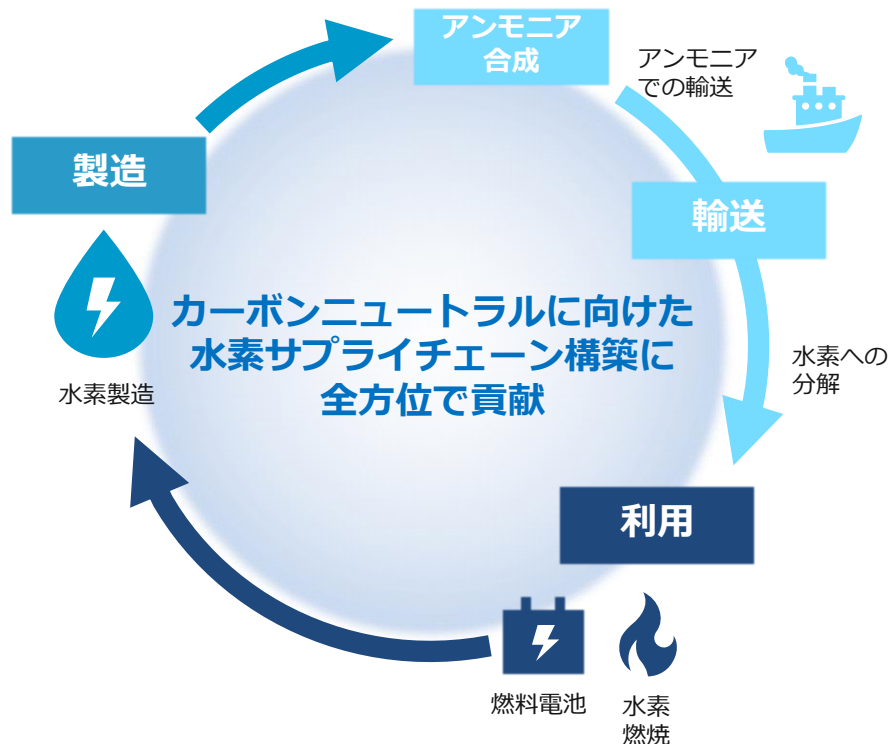 アンモニア
合成
アンモニア
での輸送
製造
輸送
カーボンニュートラルに向けた
水素サプライチェーン構築に
全方位で貢献
水素製造
水素への
分解
利用
燃料電池
水素
燃焼